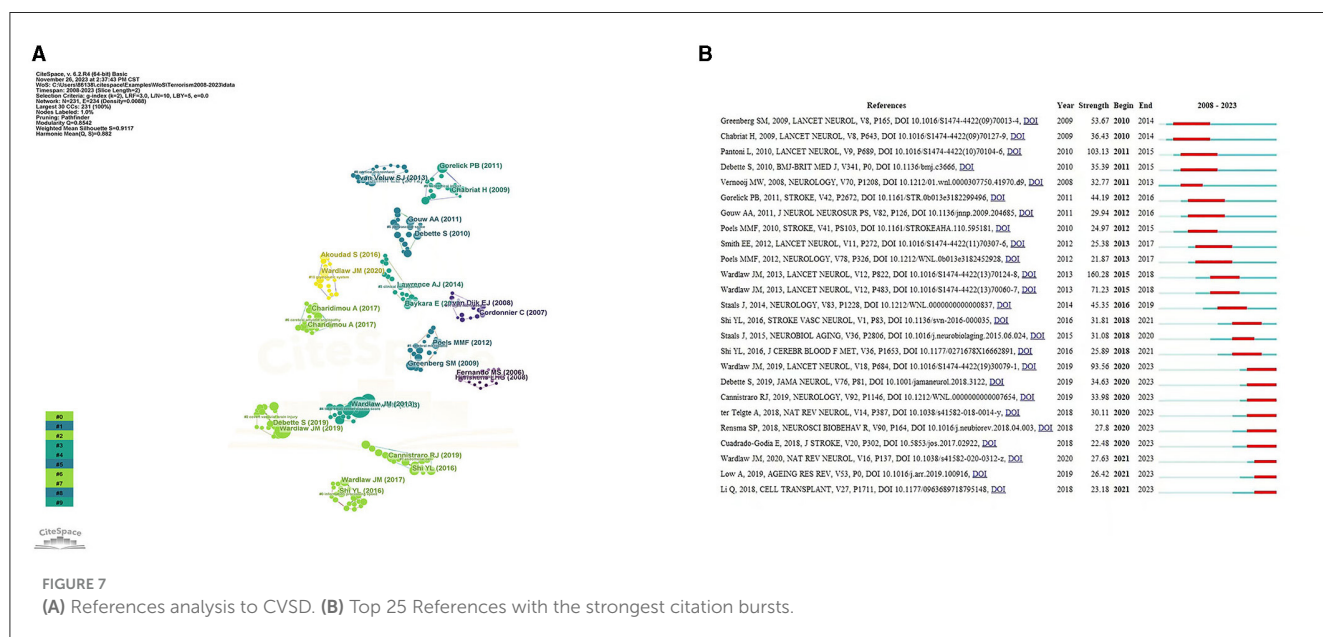 A
CiteSpace, v. 6.2.R4 (64-bit) Basic
November 26, 2023 at 2:37:43 PM CST
WoS: C:\Users\86138\.citespace\Examples\WoS\Terrorism2008-2023\data
Timespan: 2008-2023 (Slice Length=2)
Selection Criteria: g-index (k=2), LRF=3.0, L/N=10, LBY=5, e=0.0
Network: N=231, E=234 (Density=0.0088)
Largest 30 CCs: 231 (100%)
Nodes Labeled: 1.0%
Pruning: Pathfinder
Modularity Q=0.8542
Weighted Mean Silhouette S=0.9117
Harmonic Mean(Q, S)=0.882
Gorelick PB (2011)
van Veluw SJ (2013)
Chabriat H (2009)
Gouw AA (2011)
Debette S (2010)
Akoudad S (2016)
Wardlaw JM (2020)
Lawrence AJ (2014)
Baykara E
van Dijk EJ (2008)
Charidimou A (2017)
Cordonnier C (2007)
Charidimou A (2017)
Poels MMF (2012)
CiteSpace
Greenberg SM (2009)
Fernando MS (2006)
Wardlaw JM (2013)
Debette S (2019)
Wardlaw JM (2019)
Cannistraro RJ (2019)
Shi YL (2016)
Wardlaw JM (2017)
Shi YL (2016)
#0
#1
#2
#3
#4
#5
#6
#7
#8
#9
CiteSpace
B
References Year Strength Begin End 2008 - 2023
Greenberg SM, 2009, LANCET NEUROL, V8, P165, DOI 10.1016/S1474-4422(09)70013-4, DOI 2009 53.67 2010 2014
Chabriat H, 2009, LANCET NEUROL, V8, P643, DOI 10.1016/S1474-4422(09)70127-9, DOI 2009 36.43 2010 2014
Pantoni L, 2010, LANCET NEUROL, V9, P689, DOI 10.1016/S1474-4422(10)70104-6, DOI 2010 103.13 2011 2015
Debette S, 2010, BMJ-BRIT MED J, V341, P0, DOI 10.1136/bmj.c3666, DOI 2010 35.39 2011 2015
Vernooij MW, 2008, NEUROLOGY, V70, P1208, DOI 10.1212/01.wnl.0000307750.41970.d9, DOI 2008 32.77 2011 2013
Gorelick PB, 2011, STROKE, V42, P2672, DOI 10.1161/STR.0b013e3182299496, DOI 2011 44.19 2012 2016
Gouw AA, 2011, J NEUROL NEUROSUR PS, V82, P126, DOI 10.1136/jnnp.2009.204685, DOI 2011 29.94 2012 2016
Poels MMF, 2010, STROKE, V41, PS103, DOI 10.1161/STROKEAHA.110.595181, DOI 2010 24.97 2012 2015
Smith EE, 2012, LANCET NEUROL, V11, P272, DOI 10.1016/S1474-4422(11)70307-6, DOI 2012 25.38 2013 2017
Poels MMF, 2012, NEUROLOGY, V78, P326, DOI 10.1212/WNL.0b013e3182452928, DOI 2012 21.87 2013 2017
Wardlaw JM, 2013, LANCET NEUROL, V12, P822, DOI 10.1016/S1474-4422(13)70124-8, DOI 2013 160.28 2015 2018
Wardlaw JM, 2013, LANCET NEUROL, V12, P483, DOI 10.1016/S1474-4422(13)70060-7, DOI 2013 71.23 2015 2018
Staals J, 2014, NEUROLOGY, V83, P1228, DOI 10.1212/WNL.0000000000000837, DOI 2014 45.35 2016 2019
Shi YL, 2016, STROKE VASC NEUROL, V1, P83, DOI 10.1136/svn-2016-000035, DOI 2016 31.81 2018 2021
Staals J, 2015, NEUROBIOL AGING, V36, P2806, DOI 10.1016/j.neurobiolaging.2015.06.024, DOI 2015 31.08 2018 2020
Shi YL, 2016, J CEREBR BLOOD F MET, V36, P1653, DOI 10.1177/0271678X16662891, DOI 2016 25.89 2018 2021
Wardlaw JM, 2019, LANCET NEUROL, V18, P684, DOI 10.1016/S1474-4422(19)30079-1, DOI 2019 93.56 2020 2023
Debette S, 2019, JAMA NEUROL, V76, P81, DOI 10.1001/jamaneurol.2018.3122, DOI 2019 34.63 2020 2023
Cannistraro RJ, 2019, NEUROLOGY, V92, P1146, DOI 10.1212/WNL.0000000000007654, DOI 2019 33.98 2020 2023
ter Telgte A, 2018, NAT REV NEUROL, V14, P387, DOI 10.1038/s41582-018-0014-y, DOI 2018 30.11 2020 2023
Rensma SP, 2018, NEUROSCI BIOBEHAV R, V90, P164, DOI 10.1016/j.neubiorev.2018.04.003, DOI 2018 27.8 2020 2023
Cuadrado-Godia E, 2018, J STROKE, V20, P302, DOI 10.5853/jos.2017.02922, DOI 2018 22.48 2020 2023
Wardlaw JM, 2020, NAT REV NEUROL, V16, P137, DOI 10.1038/s41582-020-0312-z, DOI 2020 27.63 2021 2023
Low A, 2019, AGEING RES REV, V53, P0, DOI 10.1016/j.arr.2019.100916, DOI 2019 26.42 2021 2023
Li Q, 2018, CELL TRANSPLANT, V27, P1711, DOI 10.1177/0963689718795148, DOI 2018 23.18 2021 2023
FIGURE 7
(A) References analysis to CVSD. (B) Top 25 References with the strongest citation bursts.